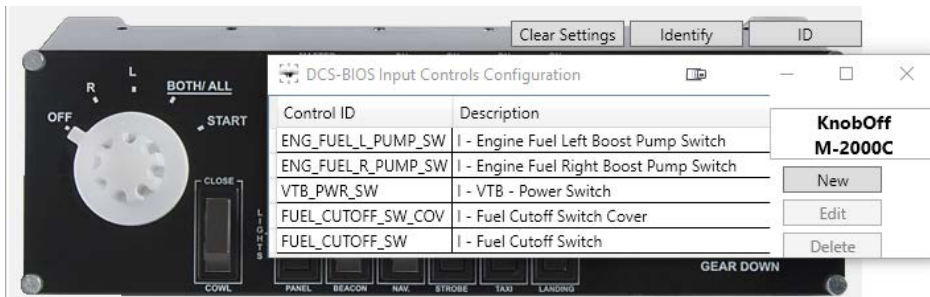 Clear Settings
Identify
ID
DCS-BIOS Input Controls Configuration
Control ID Description
ENG_FUEL_L_PUMP_SW I - Engine Fuel Left Boost Pump Switch
ENG_FUEL_R_PUMP_SW I - Engine Fuel Right Boost Pump Switch
VTB_PWR_SW I - VTB - Power Switch
FUEL_CUTOFF_SW_COV I - Fuel Cutoff Switch Cover
FUEL_CUTOFF_SW I - Fuel Cutoff Switch
KnobOff
M-2000C
New
Edit
Delete
OFF
R
L
BOTH/ ALL
START
CLOSE
COWL
LIGHTS
PANEL BEACON NAV. STROBE TAXI LANDING
GEAR DOWN